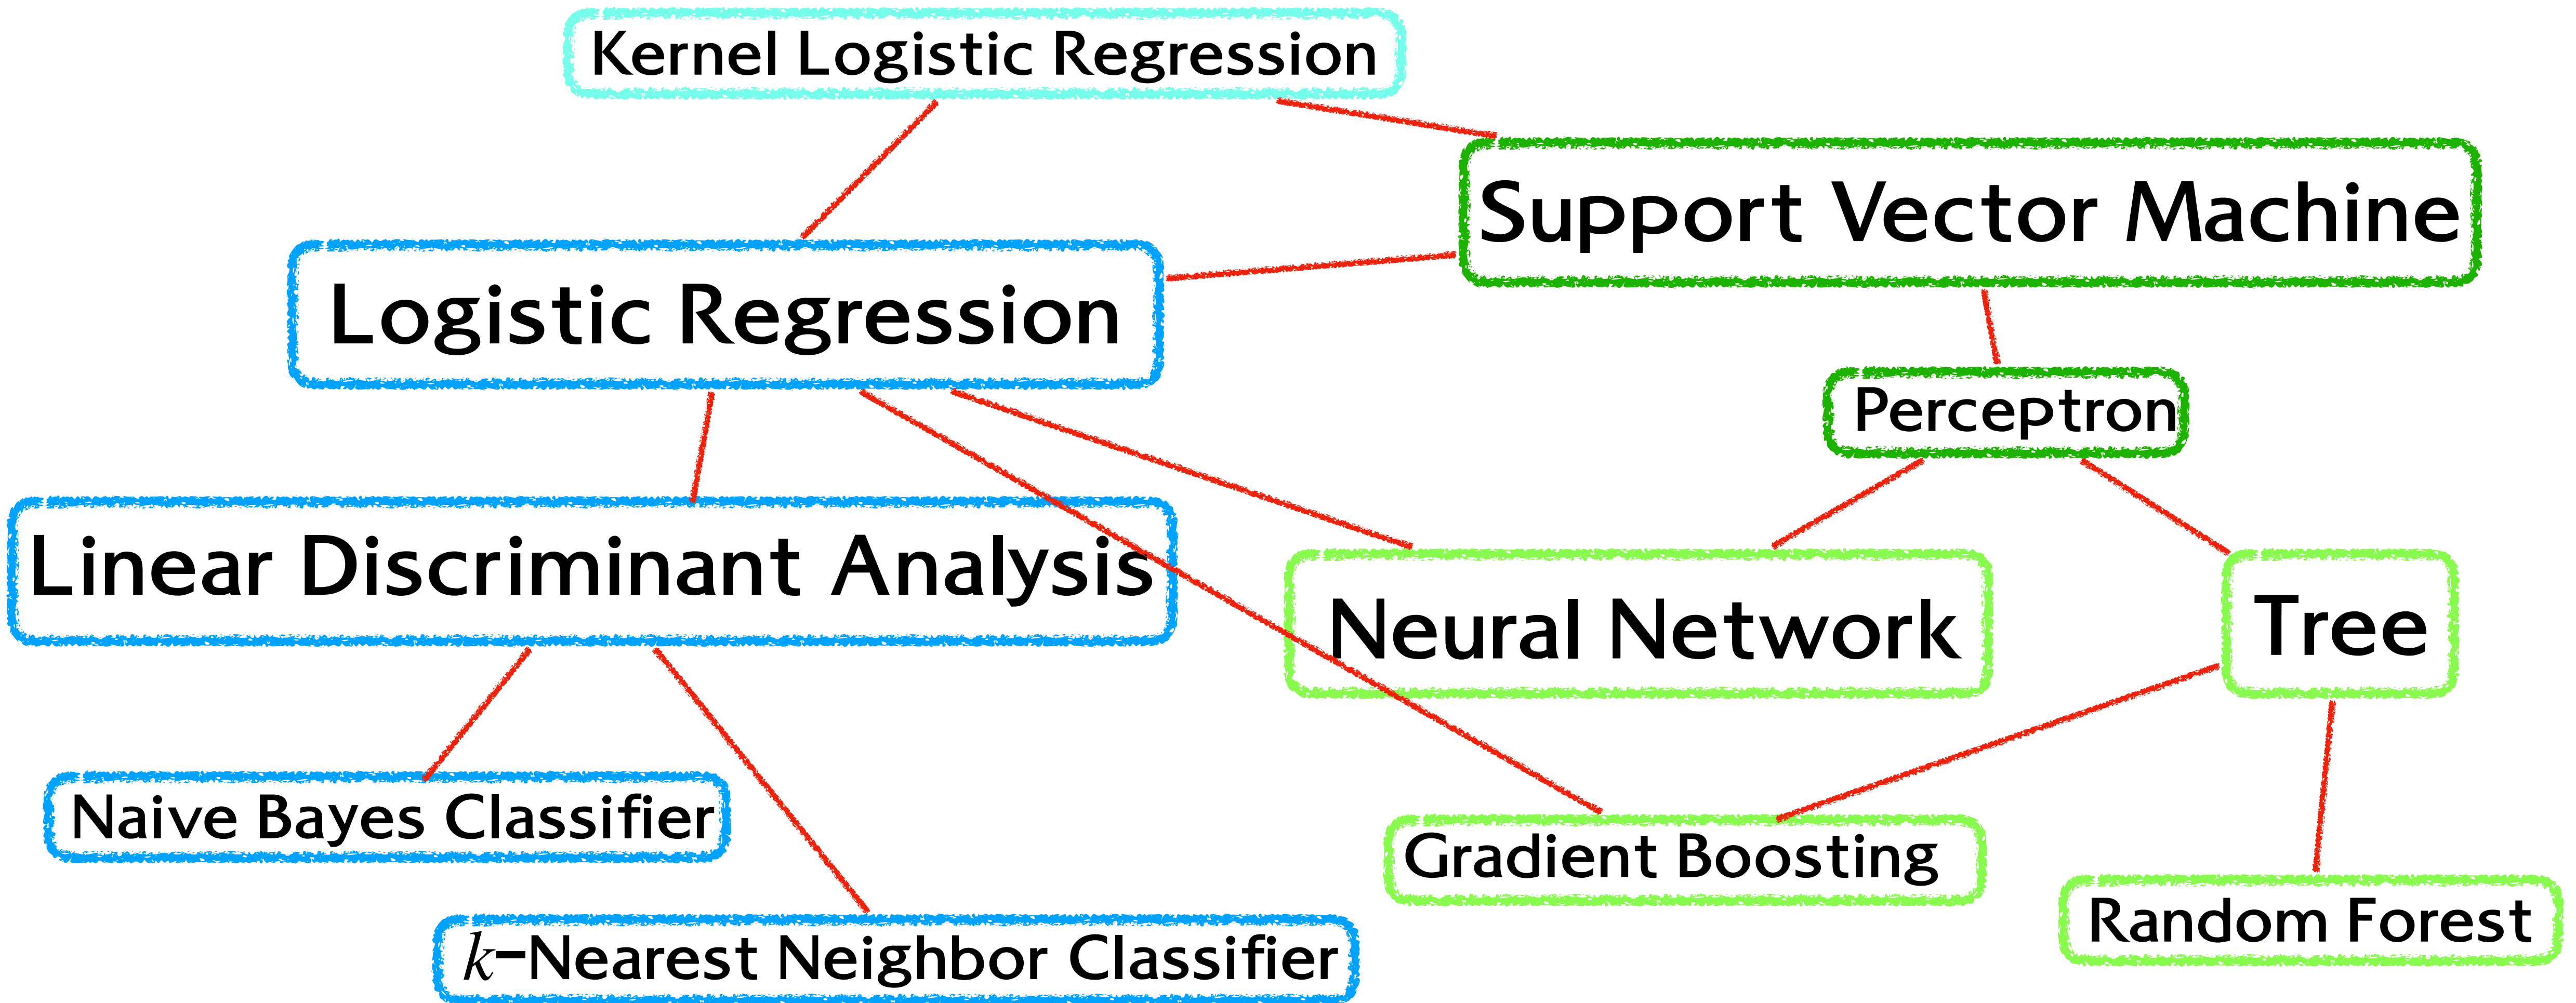 Kernel Logistic Regression
Support Vector Machine
Logistic Regression
Perceptron
Linear Discriminant Analysis
Neural Network
Tree
Naive Bayes Classifier
Gradient Boosting
Random Forest
k-Nearest Neighbor Classifier